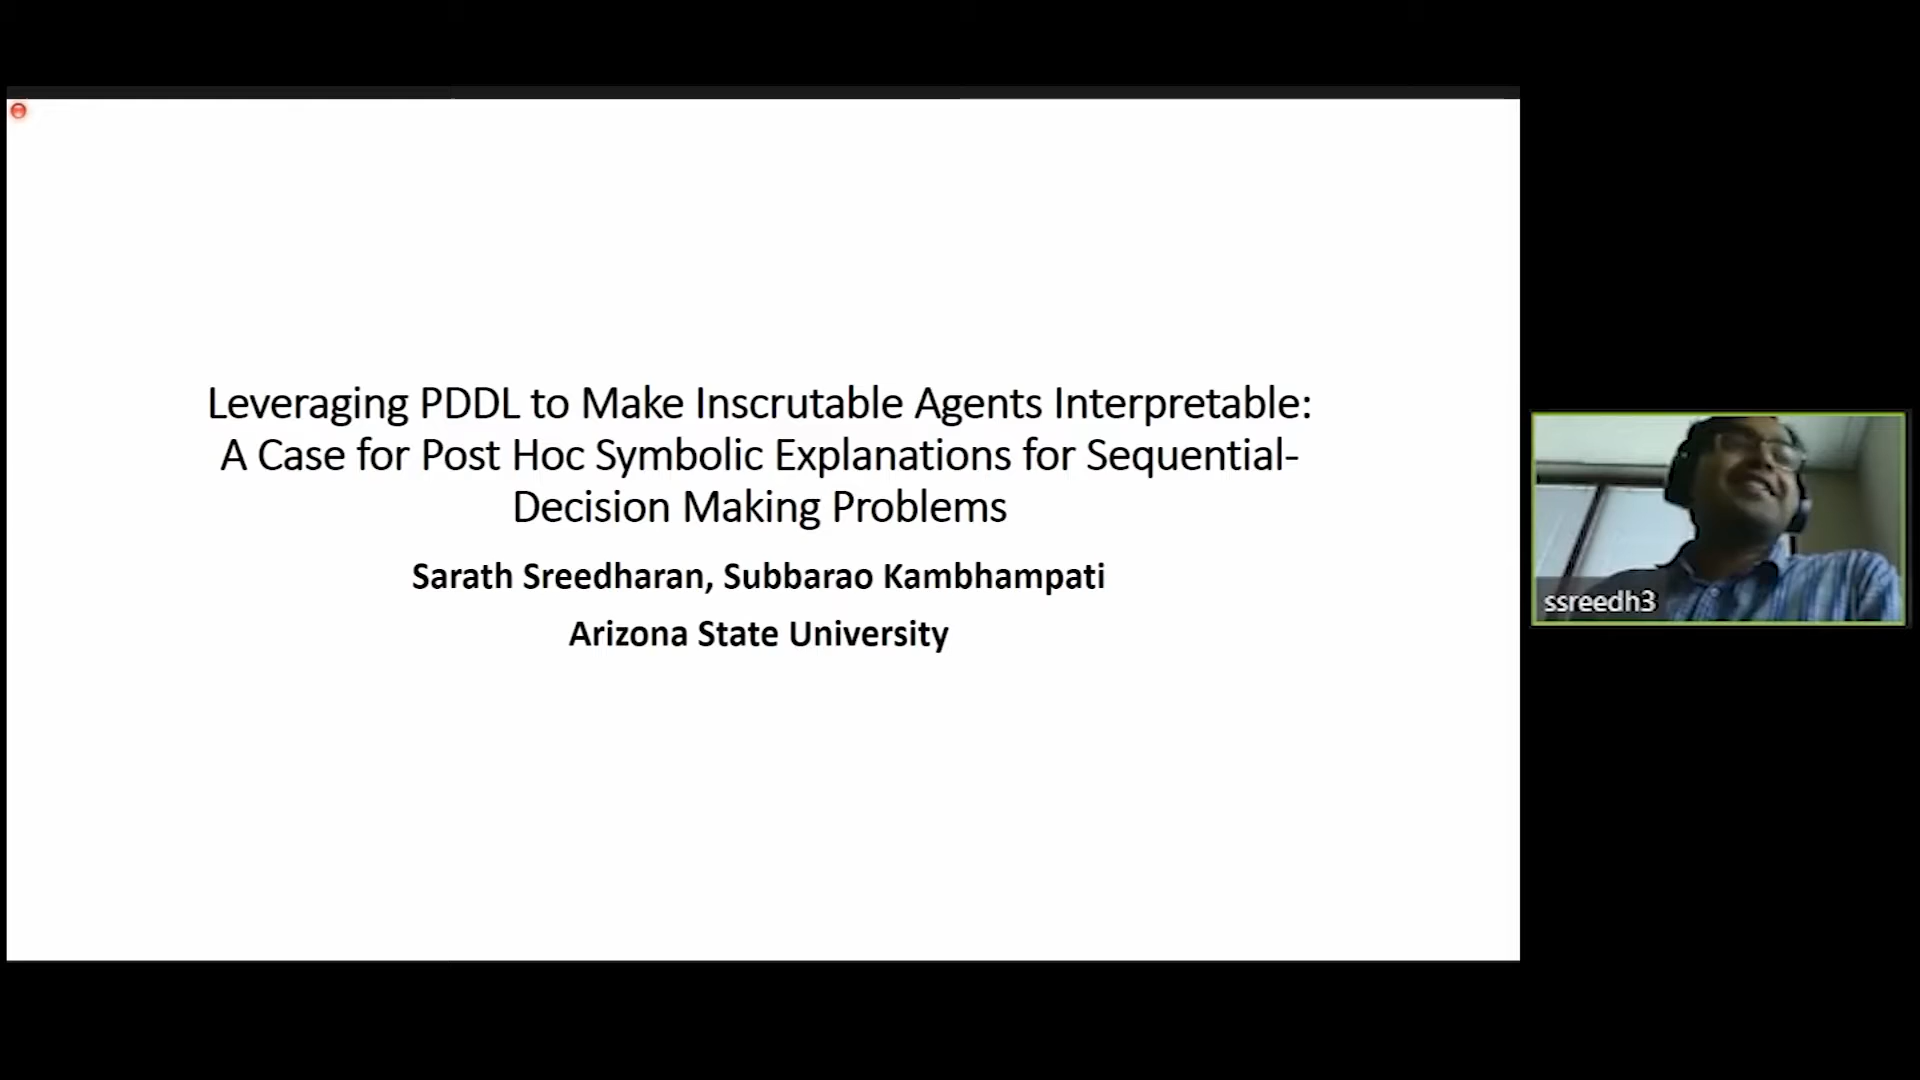 Leveraging PDDL to Make Inscrutable Agents Interpretable:
A Case for Post Hoc Symbolic Explanations for Sequential-
Decision Making Problems
Sarath Sreedharan, Subbarao Kambhampati
Arizona State University
ssreedh3